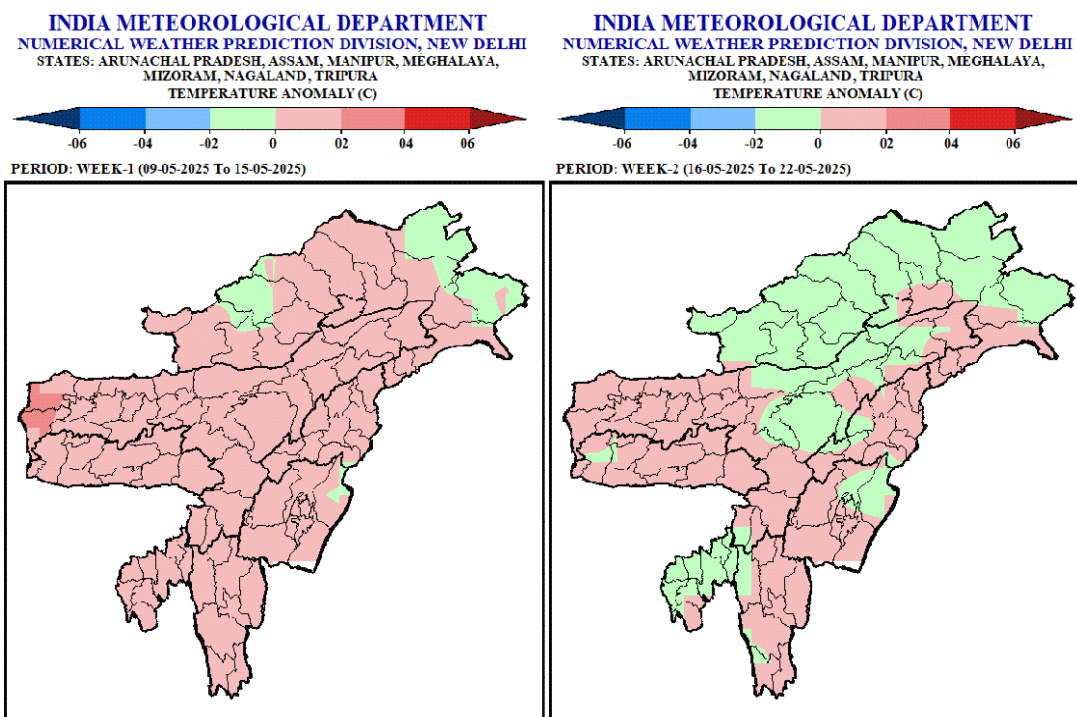 INDIA METEOROLOGICAL DEPARTMENT
NUMERICAL WEATHER PREDICTION DIVISION, NEW DELHI
STATES: ARUNACHAL PRADESH, ASSAM, MANIPUR, MEGHALAYA,
MIZORAM, NAGALAND, TRIPURA
TEMPERATURE ANOMALY (C)
-06 -04 -02 0 02 04 06
PERIOD: WEEK-1 (09-05-2025 To 15-05-2025)
INDIA METEOROLOGICAL DEPARTMENT
NUMERICAL WEATHER PREDICTION DIVISION, NEW DELHI
STATES: ARUNACHAL PRADESH, ASSAM, MANIPUR, MEGHALAYA,
MIZORAM, NAGALAND, TRIPURA
TEMPERATURE ANOMALY (C)
-06 -04 -02 0 02 04 06
PERIOD: WEEK-2 (16-05-2025 To 22-05-2025)